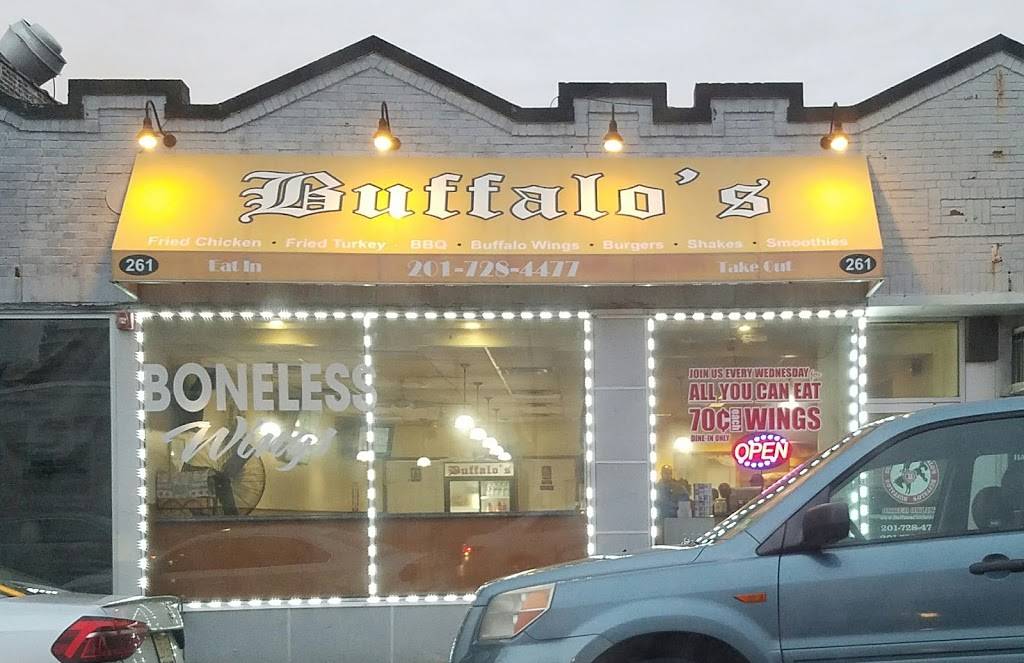 Buffalo's
Fried Chicken • Fried Turkey • BBQ • Buffalo Wings • Burgers • Shakes • Smoothies
261 Eat In 201-728-4477 Take Out 261
BONELESS
Wings
JOIN US EVERY WEDNESDAY
ALL YOU CAN EAT
70¢ WINGS
DINE-IN ONLY
OPEN
Buffalo's
201-728-47